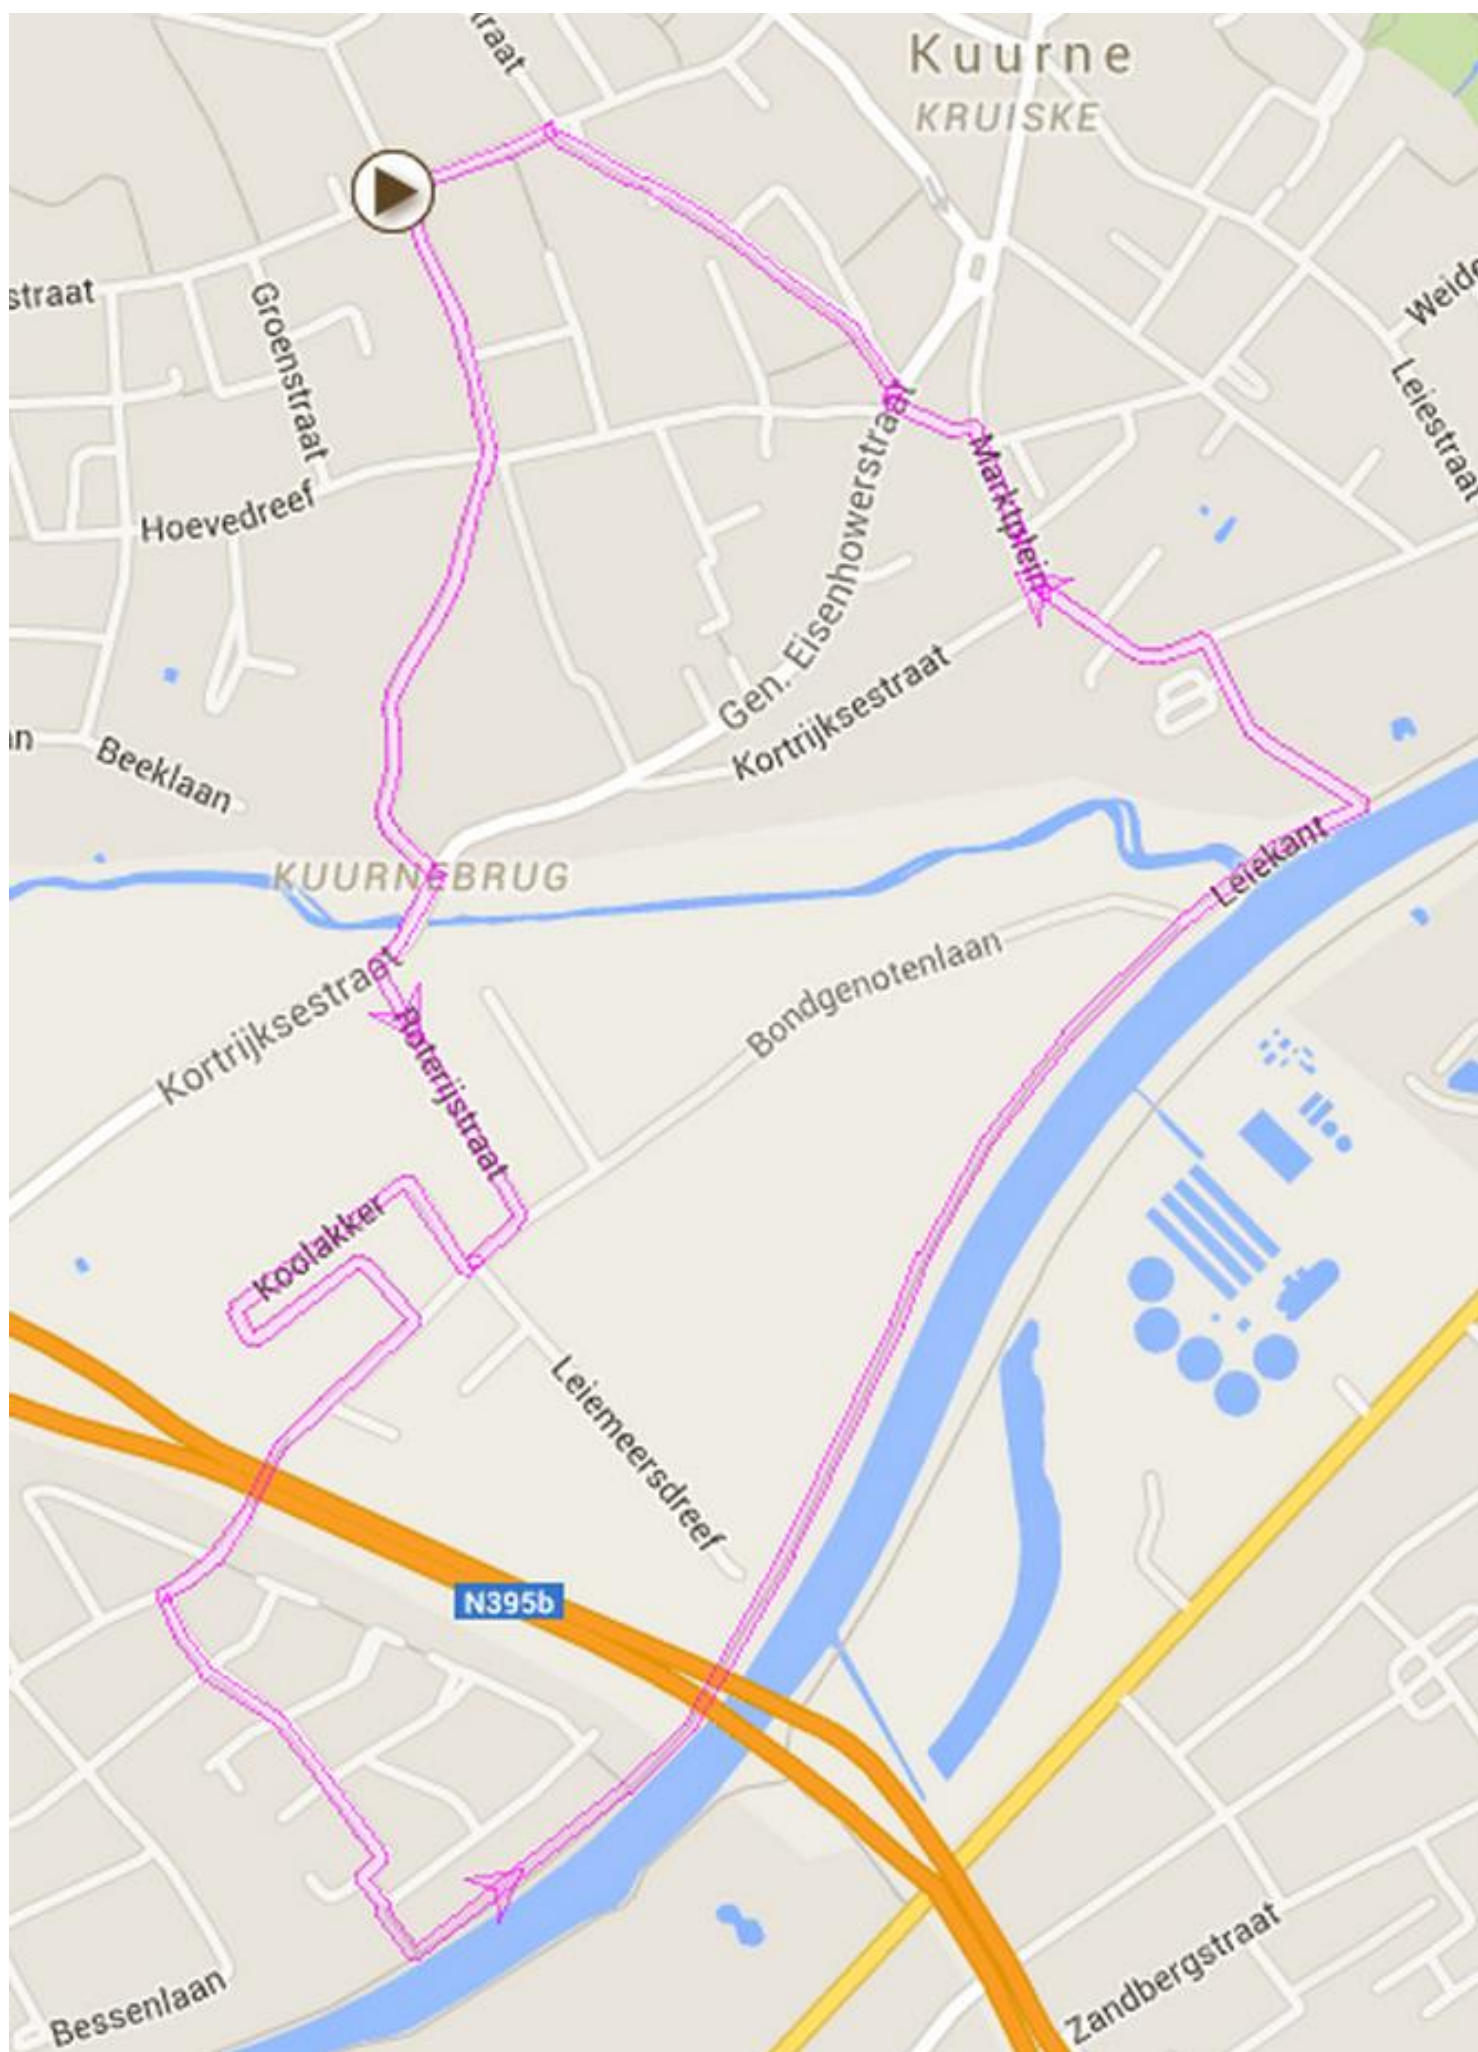 Kuurne
KRUISKE
straat
Groenstraat
Weide
Leiestraat
Marktplein
Hoevedreef
Gen. Eisenhowerstraat
Kortrijksestraat
Beeklaan
KUURNEBRUG
Leiekant
Bondgenotenlaan
Kortrijksestraat
Roterijstraat
Koolakker
Leiemeersdreef
N395b
Zandbergstraat
Bessenlaan